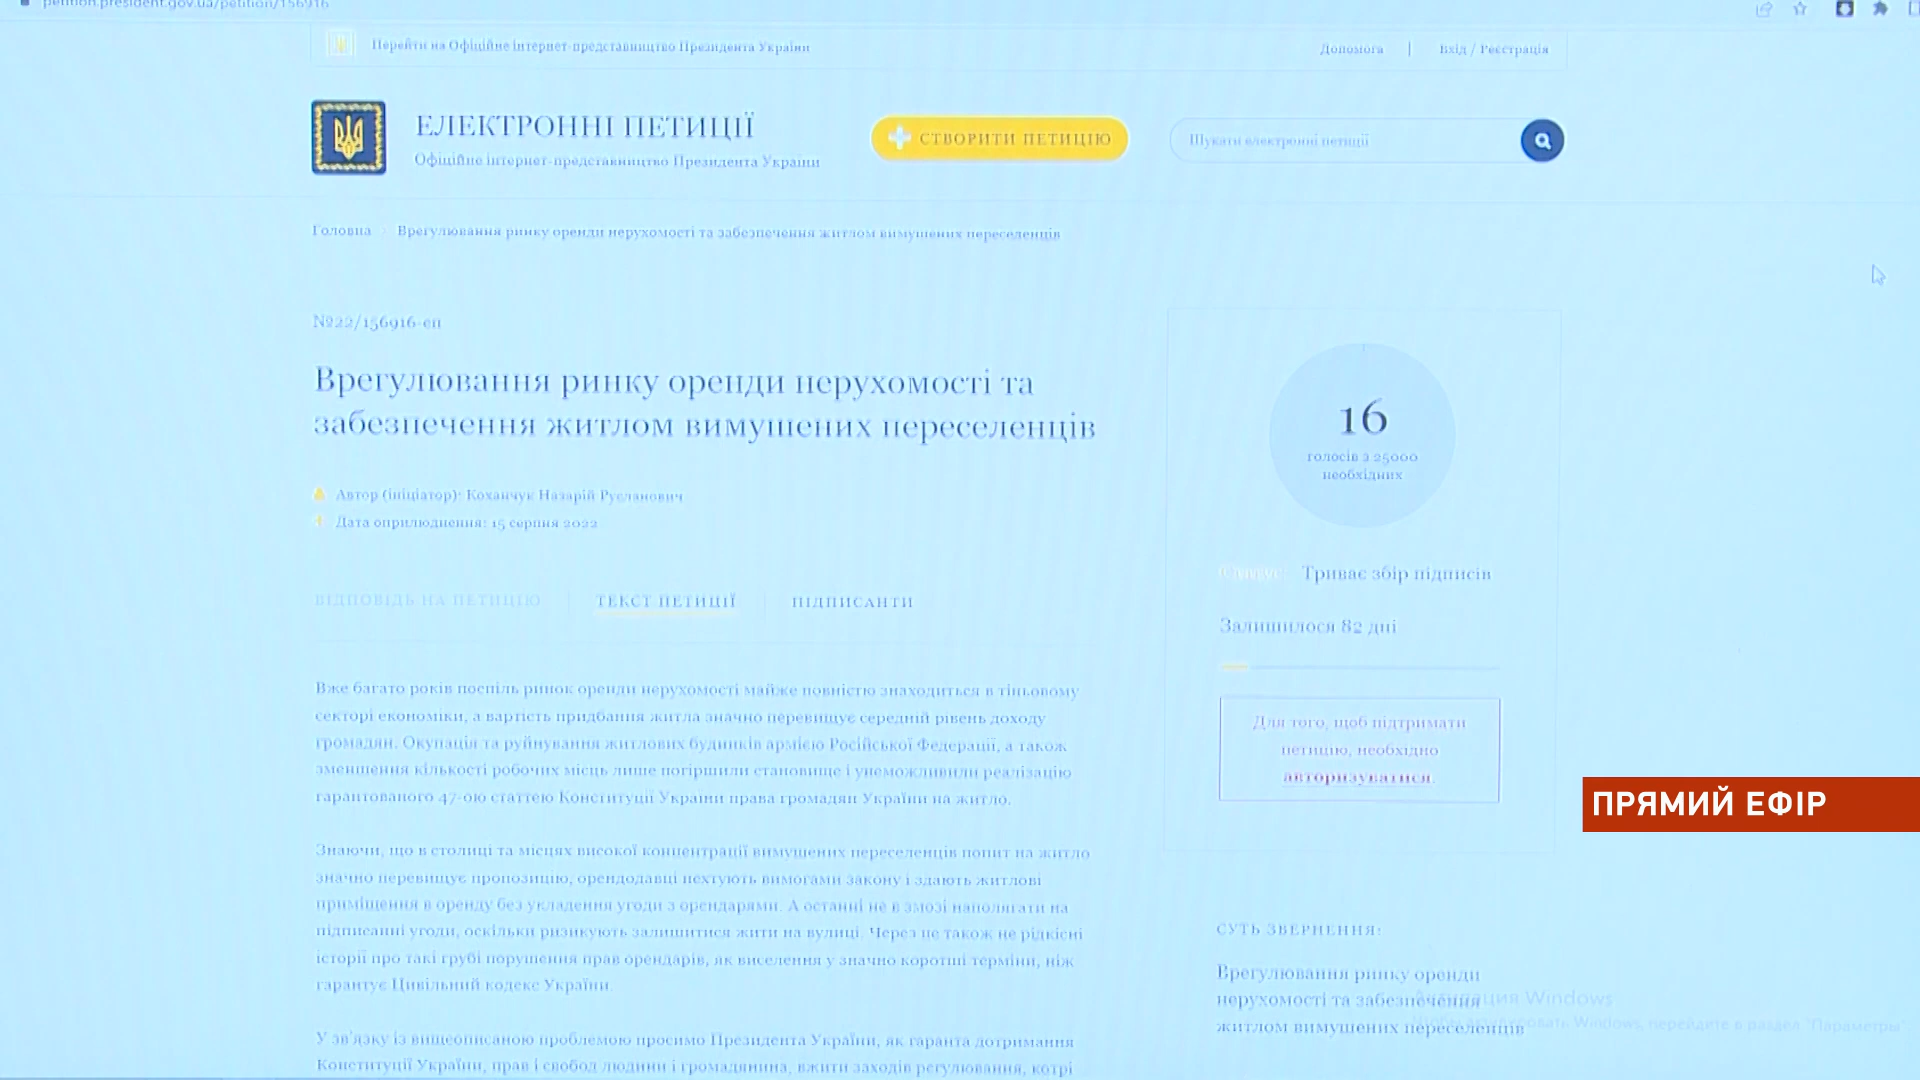 petition.president.gov.ua/petition/156916
Перейти на Офіційне інтернет-представництво Президента України
Допомога | Вхід / Реєстрація
ЕЛЕКТРОННІ ПЕТИЦІЇ
Офіційне інтернет-представництво Президента України
СТВОРИТИ ПЕТИЦІЮ
Шукати електронні петиції
Головна
Врегулювання ринку оренди нерухомості та забезпечення житлом вимушених переселенців
№22/156916-еп
Врегулювання ринку оренди нерухомості та
забезпечення житлом вимушених переселенців
Автор (ініціатор): Коханчук Назарій Русланович
Дата оприлюднення: 15 серпня 2022
ВІДПОВІДЬ НА ПЕТИЦІЮ
ТЕКСТ ПЕТИЦІЇ
ПІДПИСАНТИ
Вже багато років поспіль ринок оренди нерухомості майже повністю знаходиться в тіньовому
секторі економіки, а вартість придбання житла значно перевищує середній рівень доходу
громадян. Окупація та руйнування житлових будинків армією Російської Федерації, а також
зменшення кількості робочих місць лише погіршили становище і унеможливили реалізацію
гарантованого 47-ою статтею Конституції України права громадян України на житло.
Знаючи, що в столиці та місцях високої концентрації вимушених переселенців попит на житло
значно перевищує пропозицію, орендодавці нехтують вимогами закону і здають житлові
приміщення в оренду без укладення угоди з орендарями. А останні не в змозі наполягати на
підписанні угоди, оскільки ризикують залишитися жити на вулиці. Через це також не рідкісні
історії про такі грубі порушення прав орендарів, як виселення у значно коротші терміни, ніж
гарантує Цивільний кодекс України.
У зв'язку із вищеописаною проблемою просимо Президента України, як гаранта дотримання
Конституції України, прав і свобод людини і громадянина, вжити заходів регулювання, котрі
16
голосів з 25000
необхідних
Статус: Триває збір підписів
Залишилося 82 дні
Для того, щоб підтримати
петицію, необхідно
авторизуватися.
ПРЯМИЙ ЕФІР
СУТЬ ЗВЕРНЕННЯ:
Врегулювання ринку оренди
нерухомості та забезпечення
житлом вимушених переселенців
Активация Windows
Чтобы активировать Windows, перейдите в раздел "Параметры".